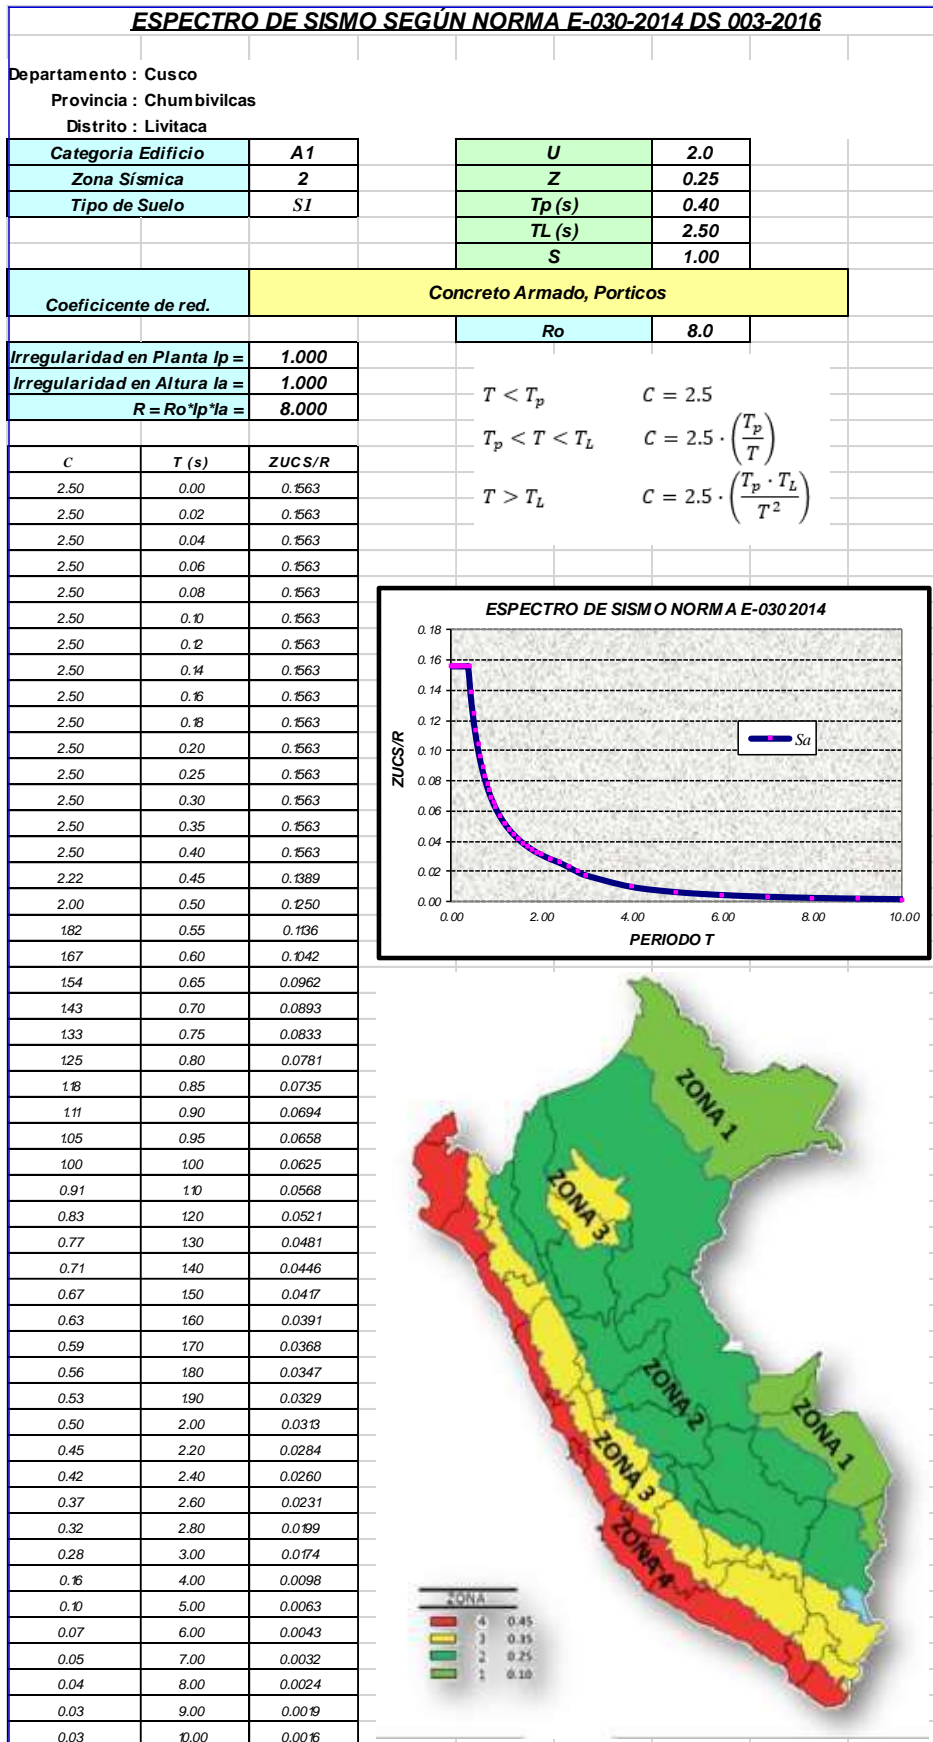 ESPECTRO DE SISMO SEGÚN NORMA E-030-2014 DS 003-2016
Departamento : Cusco
Provincia : Chumbivilcas
Distrito : Livitaca
Categoria Edificio A1 U 2.0
Zona Sísmica 2 Z 0.25
Tipo de Suelo S1 Tp (s) 0.40
TL (s) 2.50
S 1.00
Coeficicente de red. Concreto Armado, Porticos
Ro 8.0
Irregularidad en Planta Ip = 1.000
Irregularidad en Altura Ia = 1.000
R = Ro*Ip*Ia = 8.000
T < Tp C = 2.5
Tp < T < TL C = 2.5 · (Tp / T)
T > TL C = 2.5 · (Tp · TL / T²)
C T (s) ZUCS/R
2.50 0.00 0.1563
2.50 0.02 0.1563
2.50 0.04 0.1563
2.50 0.06 0.1563
2.50 0.08 0.1563
2.50 0.10 0.1563
2.50 0.12 0.1563
2.50 0.14 0.1563
2.50 0.16 0.1563
2.50 0.18 0.1563
2.50 0.20 0.1563
2.50 0.25 0.1563
2.50 0.30 0.1563
2.50 0.35 0.1563
2.50 0.40 0.1563
2.22 0.45 0.1389
2.00 0.50 0.1250
1.82 0.55 0.1136
1.67 0.60 0.1042
1.54 0.65 0.0962
1.43 0.70 0.0893
1.33 0.75 0.0833
1.25 0.80 0.0781
1.18 0.85 0.0735
1.11 0.90 0.0694
1.05 0.95 0.0658
1.00 1.00 0.0625
0.91 1.10 0.0568
0.83 1.20 0.0521
0.77 1.30 0.0481
0.71 1.40 0.0446
0.67 1.50 0.0417
0.63 1.60 0.0391
0.59 1.70 0.0368
0.56 1.80 0.0347
0.53 1.90 0.0329
0.50 2.00 0.0313
0.45 2.20 0.0284
0.42 2.40 0.0260
0.37 2.60 0.0231
0.32 2.80 0.0199
0.28 3.00 0.0174
0.16 4.00 0.0098
0.10 5.00 0.0063
0.07 6.00 0.0043
0.05 7.00 0.0032
0.04 8.00 0.0024
0.03 9.00 0.0019
0.03 10.00 0.0016
ESPECTRO DE SISMO NORMA E-030 2014
ZUCS/R
0.18
0.16
0.14
0.12
0.10
0.08
0.06
0.04
0.02
0.00
Sa
0.00 2.00 4.00 6.00 8.00 10.00
PERIODO T
ZONA 1
ZONA 3
ZONA 2
ZONA 1
ZONA 3
ZONA 4
ZONA
4 0.45
3 0.35
2 0.25
1 0.10